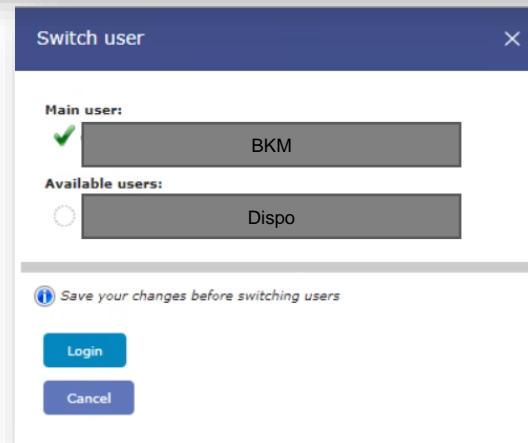 Switch user
Main user:
BKM
Available users:
Dispo
Save your changes before switching users
Login
Cancel